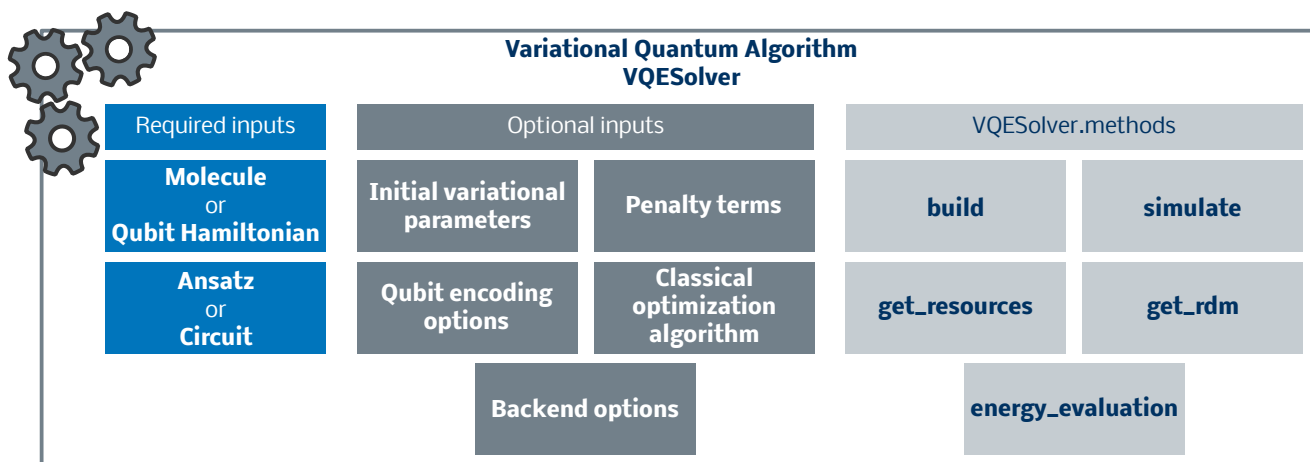 Variational Quantum Algorithm
VQESolver
Required inputs
Optional inputs
VQESolver.methods
Molecule
or
Qubit Hamiltonian
Initial variational
parameters
Penalty terms
build
simulate
Ansatz
or
Circuit
Qubit encoding
options
Classical
optimization
algorithm
get_resources
get_rdm
Backend options
energy_evaluation